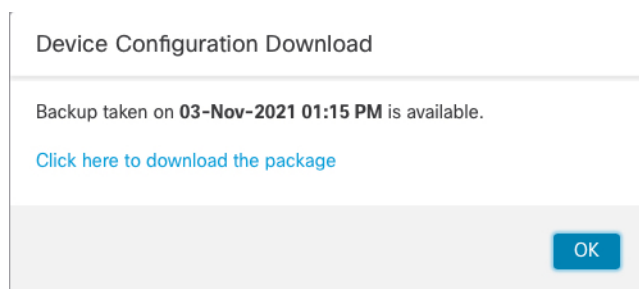 Device Configuration Download
Backup taken on 03-Nov-2021 01:15 PM is available.
Click here to download the package
OK